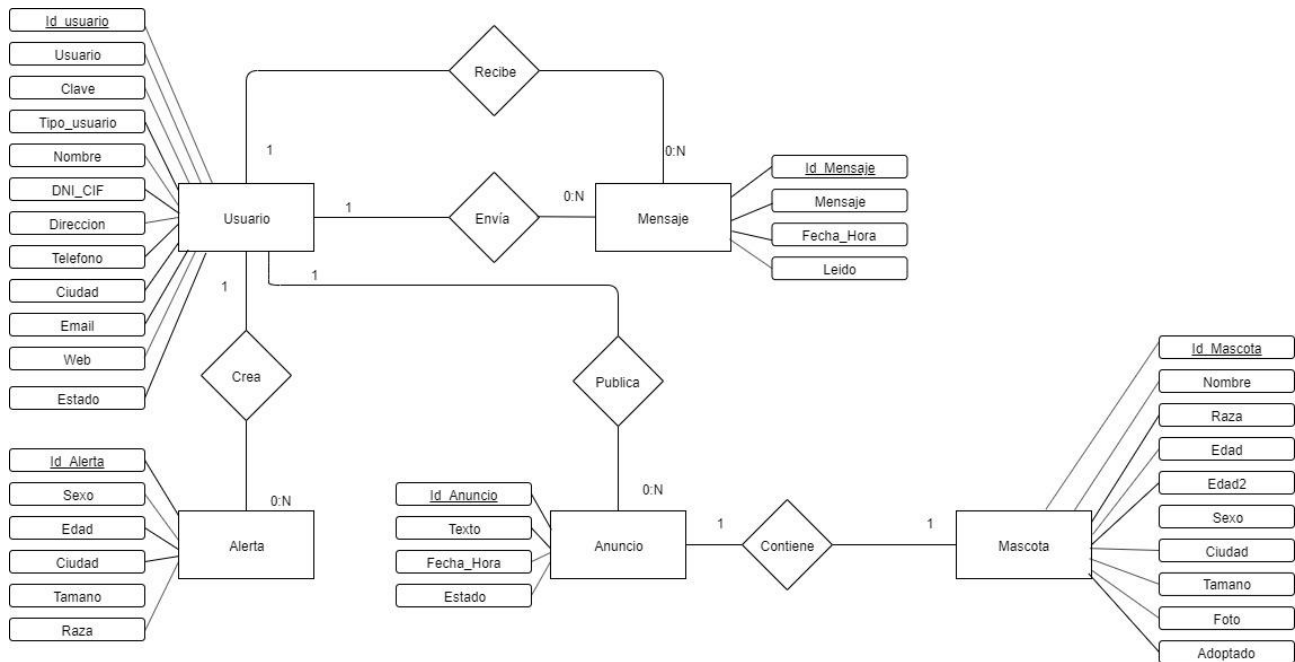 Id_usuario
Usuario
Clave
Tipo_usuario
Nombre
DNI_CIF
Direccion
Telefono
Ciudad
Email
Web
Estado
Usuario
Recibe
1
0:N
1
Envía
0:N
Mensaje
Id_Mensaje
Mensaje
Fecha_Hora
Leido
1
1
Crea
Publica
0:N
0:N
Id_Alerta
Sexo
Edad
Ciudad
Tamano
Raza
Alerta
Id_Anuncio
Texto
Fecha_Hora
Estado
Anuncio
1
Contiene
1
Mascota
Id_Mascota
Nombre
Raza
Edad
Edad2
Sexo
Ciudad
Tamano
Foto
Adoptado